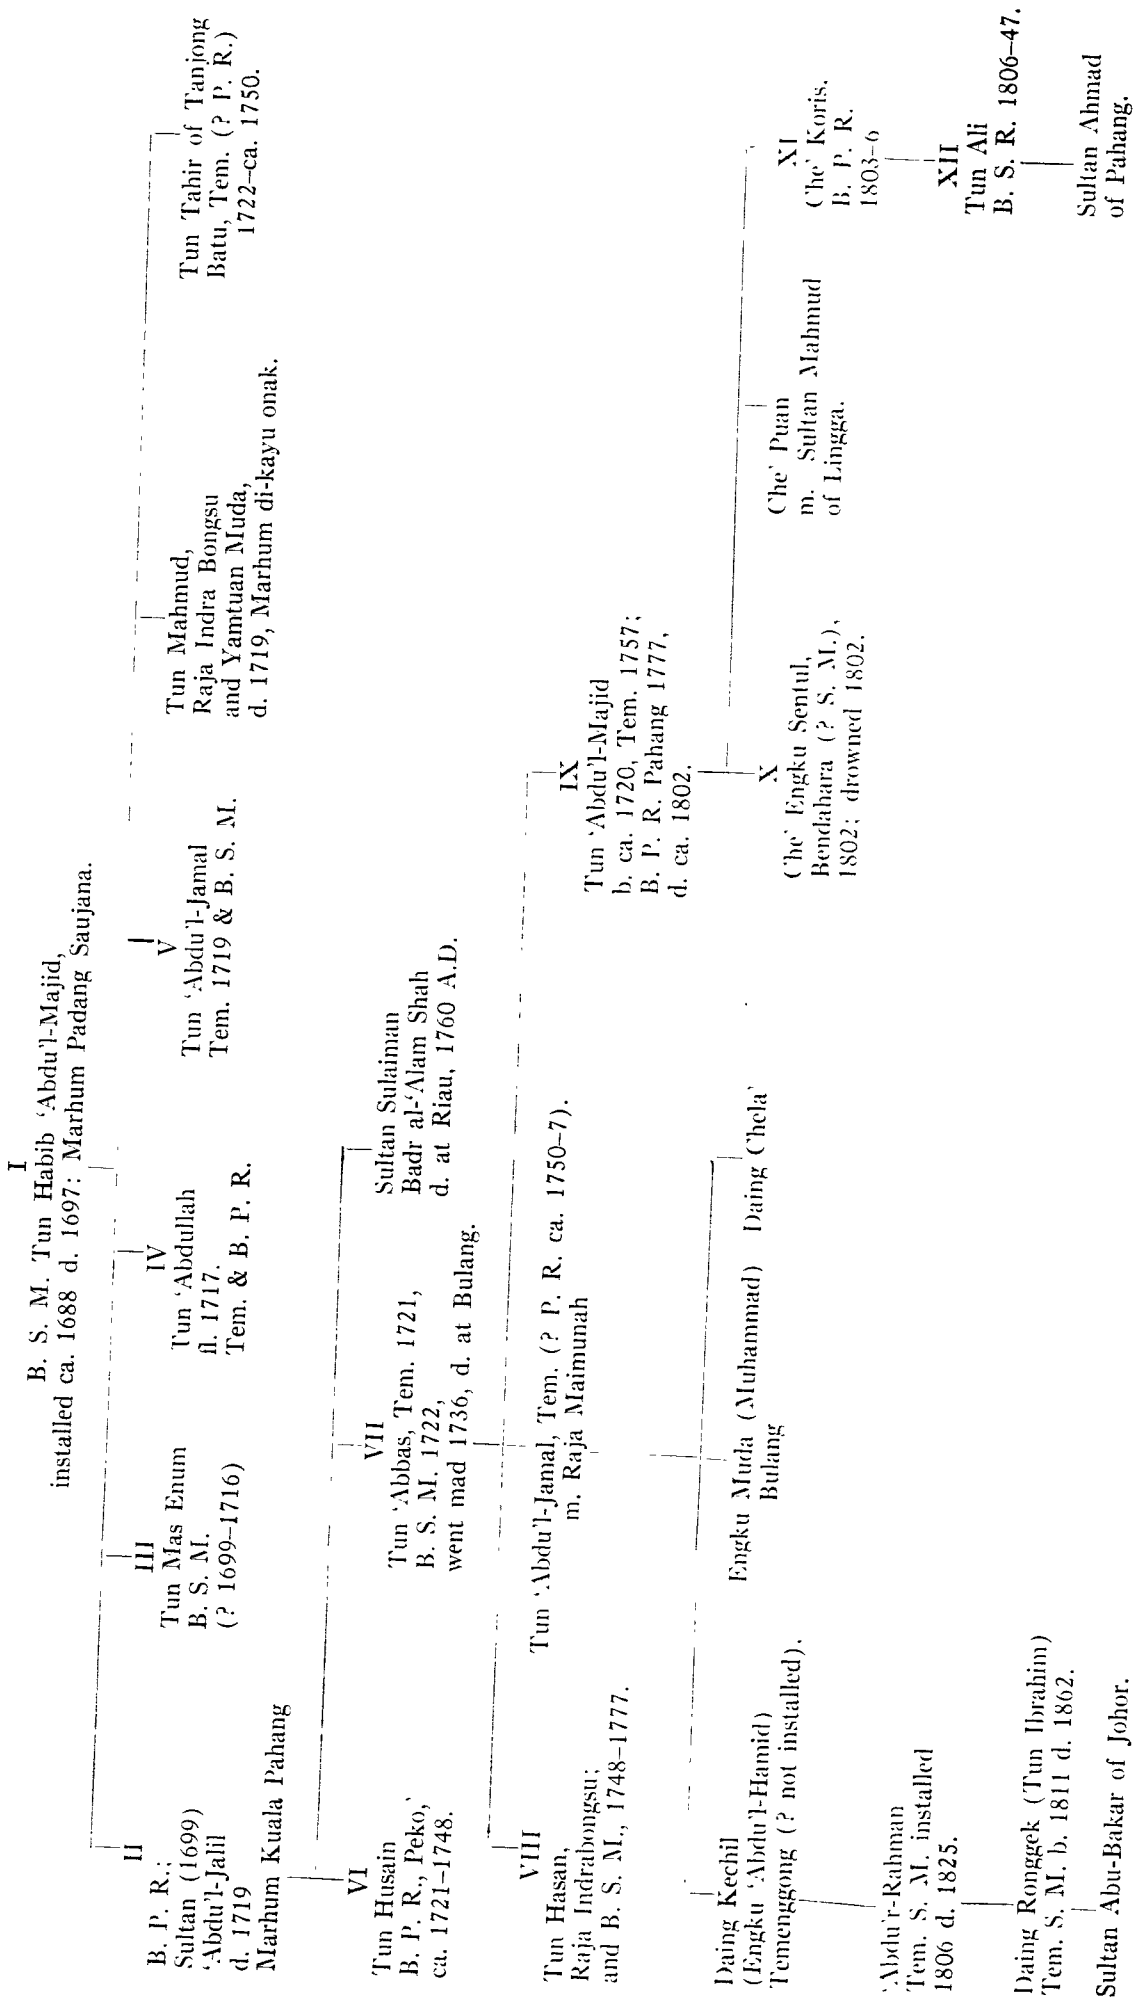 I
B. S. M. Tun Habib ‘Abdu'l-Majid,
installed ca. 1688 d. 1697: Marhum Padang Saujana.
II
B. P. R.;
Sultan (1699)
‘Abdu'l-Jalil
d. 1719
Marhum Kuala Pahang
III
Tun Mas Enum
B. S. M.
(? 1699–1716)
IV
Tun ‘Abdullah
fl. 1717.
Tem. & B. P. R.
V
Tun ‘Abdu'l-Jamal
Tem. 1719 & B. S. M.
Tun Mahmud,
Raja Indra Bongsu
and Yamtuan Muda,
d. 1719, Marhum di-kayu onak.
Tun Tahir of Tanjong
Batu, Tem. (? P. R.)
1722–ca. 1750.
VI
Tun Husain
B. P. R., Peko,
ca. 1721–1748.
VII
Tun ‘Abbas, Tem. 1721,
B. S. M. 1722,
went mad 1736, d. at Bulang.
Sultan Sulaiman
Badr al-‘Alam Shah
d. at Riau, 1760 A.D.
VIII
Tun Hasan,
Raja Indrabongsu;
and B. S. M., 1748–1777.
Tun ‘Abdu'l-Jamal, Tem. (? P. R. ca. 1750–7).
m. Raja Maimunah
IX
Tun ‘Abdu'l-Majid
b. ca. 1720, Tem. 1757;
B. P. R. Pahang 1777,
d. ca. 1802.
Daing Kechil
(Engku ‘Abdu'l-Hamid)
Temenggong (? not installed).
Engku Muda (Muhammad)
Bulang
Daing Chela'
X
Che' Engku Sentul,
Bendahara (? S. M.),
1802; drowned 1802.
Che' Puan
m. Sultan Mahmud
of Lingga.
XI
Che' Koris.
B. P. R.
1803–6
‘Abdu'r-Rahman
Tem. S. M. installed
1806 d. 1825.
XII
Tun Ali
B. S. R. 1806–47.
Daing Ronggek (Tun Ibrahim)
Tem. S. M. b. 1811 d. 1862.
Sultan Ahmad
of Pahang.
Sultan Abu-Bakar of Johor.